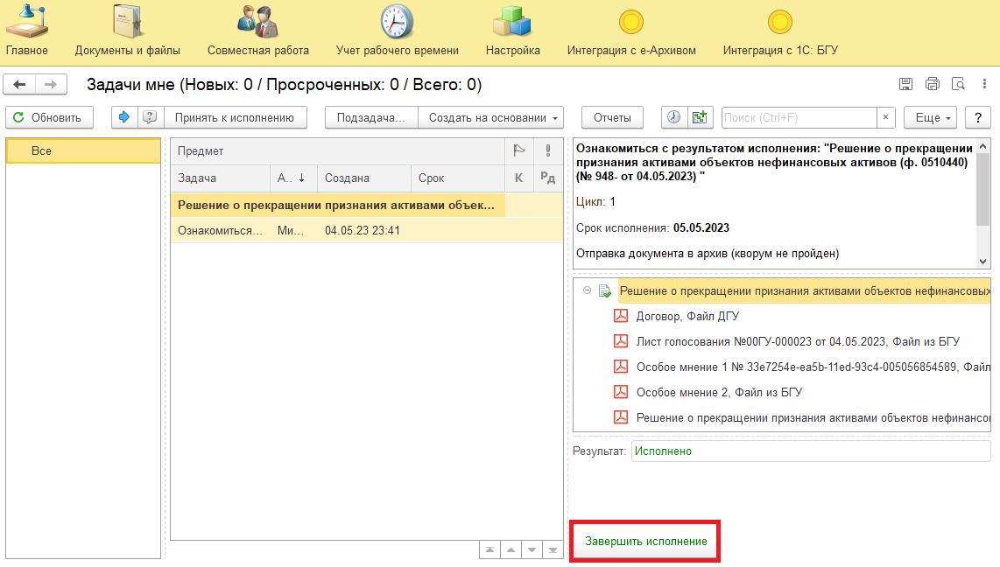 Главное
Документы и файлы
Совместная работа
Учет рабочего времени
Настройка
Интеграция с е-Архивом
Интеграция с 1С: БГУ
Задачи мне (Новых: 0 / Просроченных: 0 / Всего: 0)
Обновить
?
Принять к исполнению
Подзадача...
Создать на основании
Отчеты
Поиск (Ctrl+F)
×
Еще
?
Все
Предмет
!
Задача
А.. ↓
Создана
Срок
К
Рд
Решение о прекращении признания активами объек...
Ознакомиться...
Ми...
04.05.23 23:41
Ознакомиться с результатом исполнения: "Решение о прекращении
признания активами объектов нефинансовых активов (ф. 0510440)
(№ 948- от 04.05.2023) "
Цикл: 1
Срок исполнения: 05.05.2023
Отправка документа в архив (кворум не пройден)
Решение о прекращении признания активами объектов нефинансовых
Договор, Файл ДГУ
Лист голосования №00ГУ-000023 от 04.05.2023, Файл из БГУ
Особое мнение 1 № 33e7254e-ea5b-11ed-93c4-005056854589, Файл
Особое мнение 2, Файл из БГУ
Решение о прекращении признания активами объектов нефинансо
Результат: Исполнено
Завершить исполнение